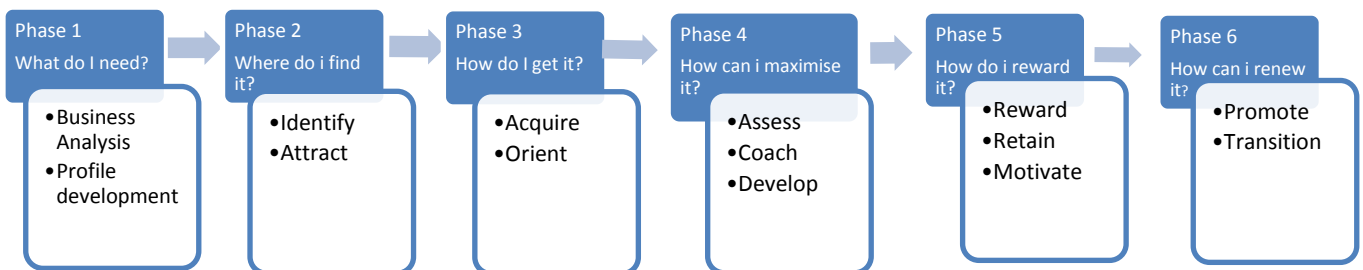 Phase 1
What do I need?
•Business
Analysis
•Profile
development
Phase 2
Where do i find
it?
•Identify
•Attract
Phase 3
How do I get it?
•Acquire
•Orient
Phase 4
How can i maximise
it?
•Assess
•Coach
•Develop
Phase 5
How do i reward
it?
•Reward
•Retain
•Motivate
Phase 6
How can i renew
it?
•Promote
•Transition